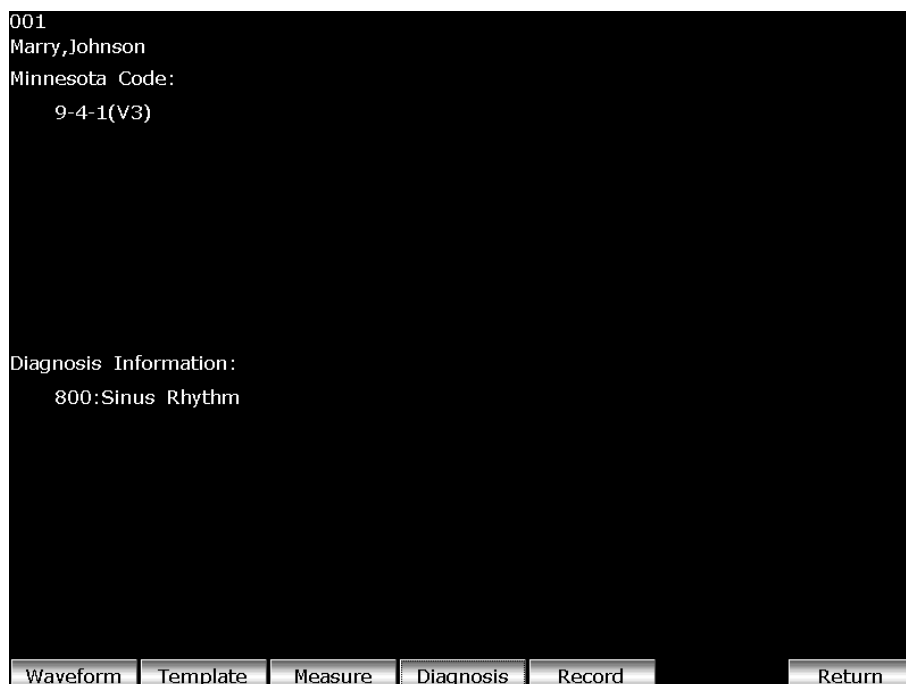 001
Marry,Johnson
Minnesota Code:
9-4-1(V3)
Diagnosis Information:
800:Sinus Rhythm
Waveform Template Measure Diagnosis Record Return